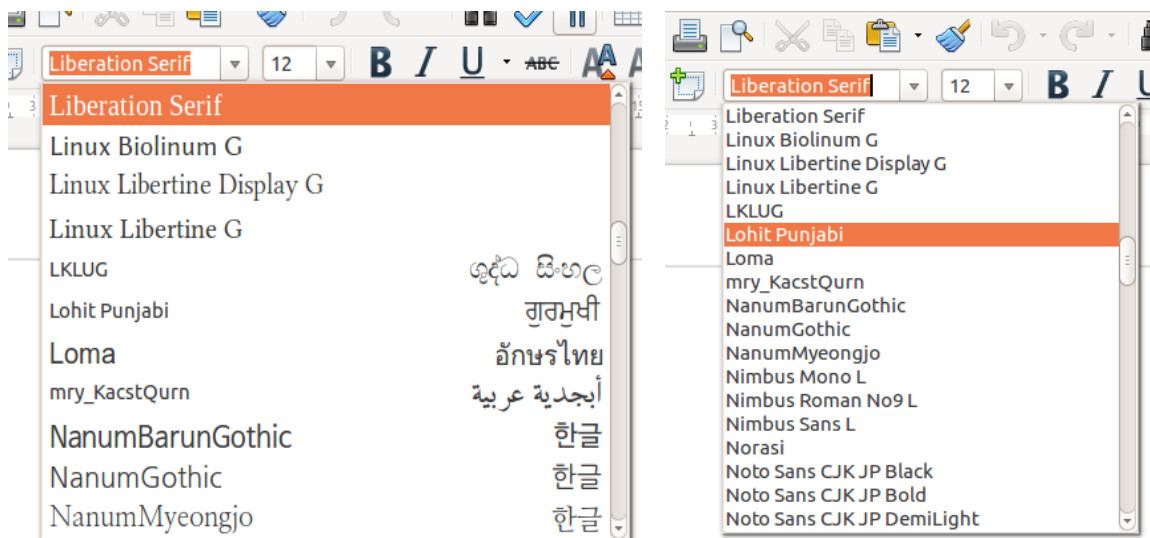 Liberation Serif 12 B I U ABC A
Liberation Serif
Linux Biolinum G
Linux Libertine Display G
Linux Libertine G
LKLUG ශුද්ධ සිංහල
Lohit Punjabi ਗੁਰਮੁਖੀ
Loma อักษรไทย
mry_KacstQurn أبجدية عربية
NanumBarunGothic 한글
NanumGothic 한글
NanumMyeongjo 한글
Liberation Serif 12 B I U
Liberation Serif
Linux Biolinum G
Linux Libertine Display G
Linux Libertine G
LKLUG
Lohit Punjabi
Loma
mry_KacstQurn
NanumBarunGothic
NanumGothic
NanumMyeongjo
Nimbus Mono L
Nimbus Roman No9 L
Nimbus Sans L
Norasi
Noto Sans CJK JP Black
Noto Sans CJK JP Bold
Noto Sans CJK JP DemiLight